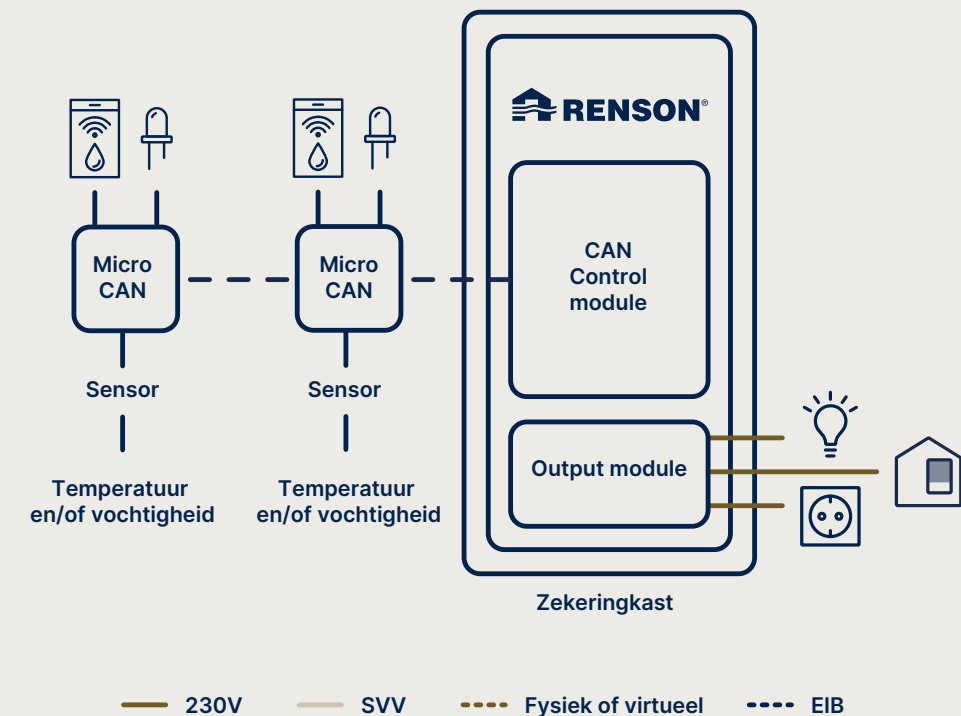 RENSON®
Micro
CAN
Micro
CAN
CAN
Control
module
Sensor
Sensor
Output module
Temperatuur
en/of vochtigheid
Temperatuur
en/of vochtigheid
Zekeringkast
230V
SVV
Fysiek of virtueel
EIB